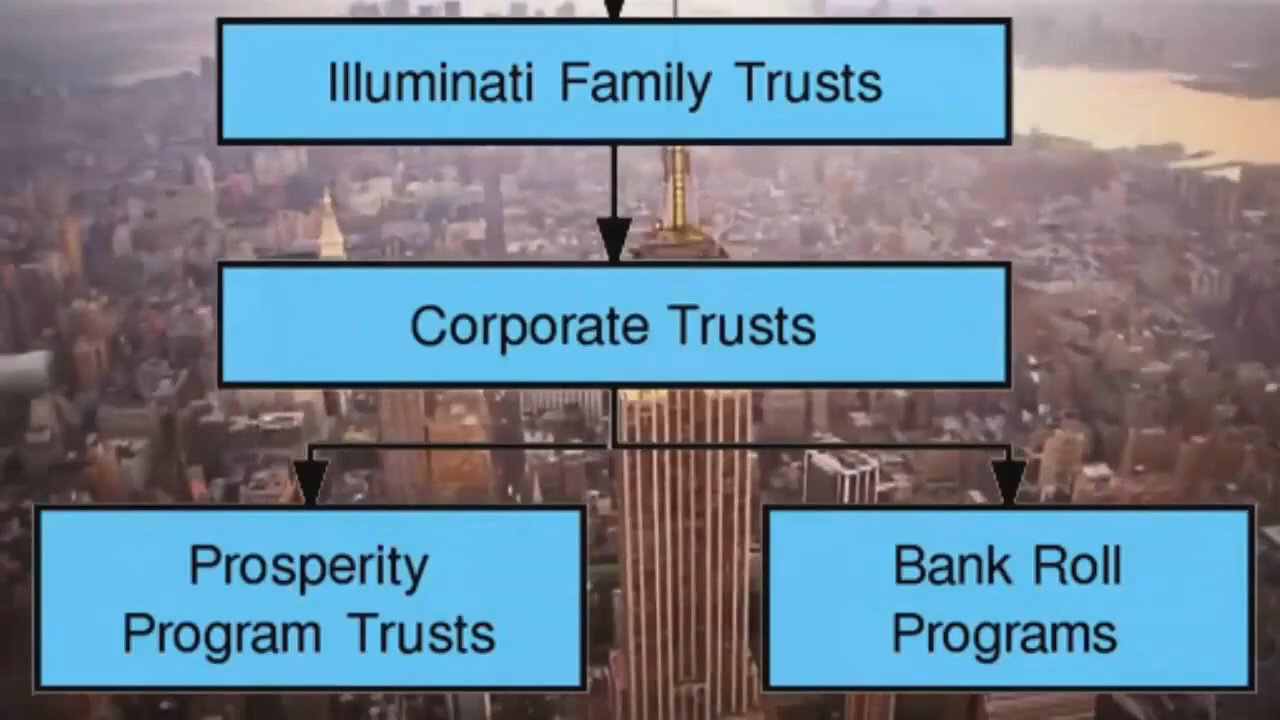 Illuminati Family Trusts
Corporate Trusts
Prosperity
Program Trusts
Bank Roll
Programs